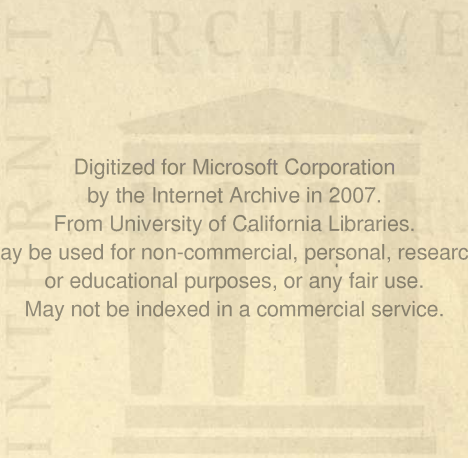 INTERNET ARCHIVE
Digitized for Microsoft Corporation
by the Internet Archive in 2007.
From University of California Libraries.
ay be used for non-commercial, personal, researc
or educational purposes, or any fair use.
May not be indexed in a commercial service.